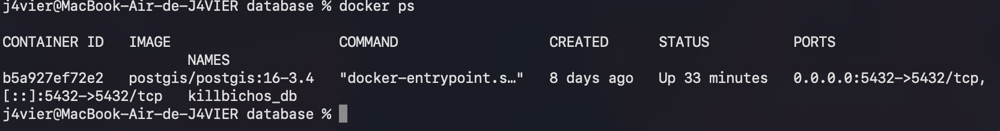 j4vier@MacBook-Air-de-J4VIER database % docker ps
CONTAINER ID   IMAGE                    COMMAND                  CREATED      STATUS          PORTS
                      NAMES
b5a927ef72e2   postgis/postgis:16-3.4   "docker-entrypoint.s…"   8 days ago   Up 33 minutes   0.0.0.0:5432->5432/tcp,
[::]:5432->5432/tcp   killbichos_db
j4vier@MacBook-Air-de-J4VIER database %